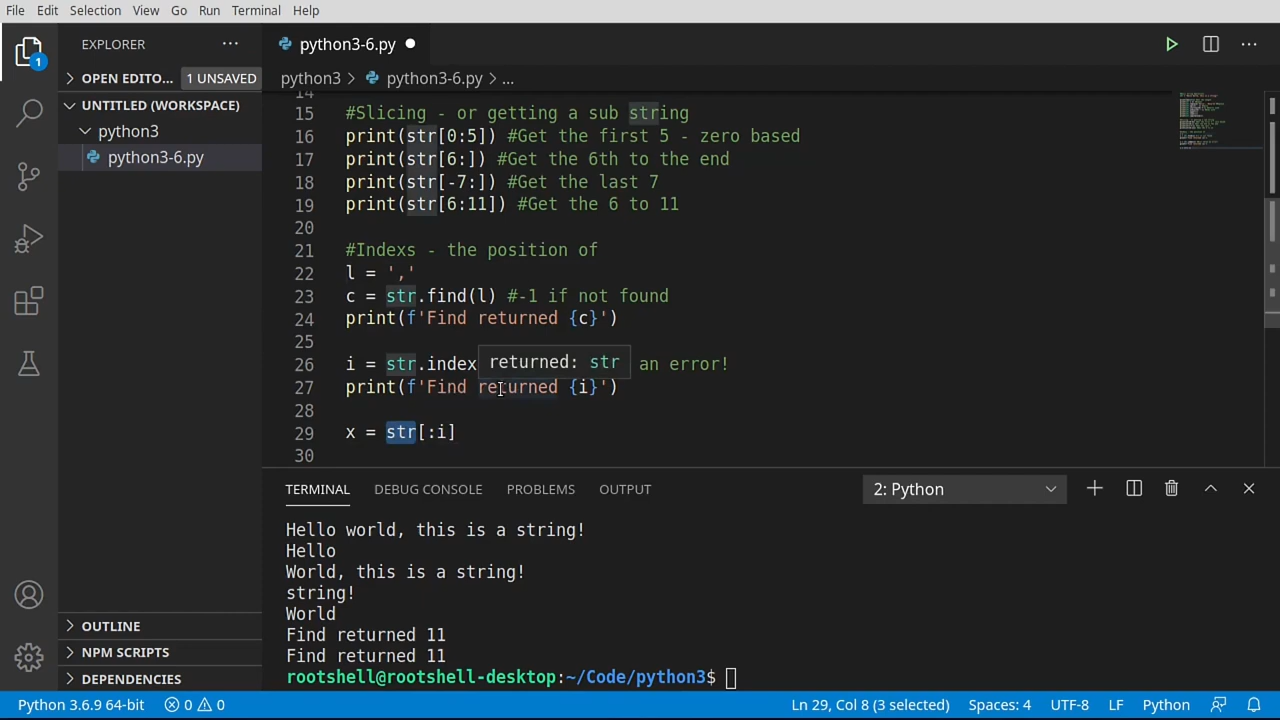 File Edit Selection View Go Run Terminal Help
EXPLORER ···
python3-6.py
1
OPEN EDITO... 1 UNSAVED
python3 > python3-6.py > ...
UNTITLED (WORKSPACE)
python3
python3-6.py
14
15 #Slicing - or getting a sub string
16 print(str[0:5]) #Get the first 5 - zero based
17 print(str[6:]) #Get the 6th to the end
18 print(str[-7:]) #Get the last 7
19 print(str[6:11]) #Get the 6 to 11
20
21 #Indexs - the position of
22 l = ','
23 c = str.find(l) #-1 if not found
24 print(f'Find returned {c}')
25
returned: str
26 i = str.index an error!
27 print(f'Find returned {i}')
28
29 x = str[:i]
30
TERMINAL DEBUG CONSOLE PROBLEMS OUTPUT 2: Python
Hello world, this is a string!
Hello
World, this is a string!
string!
World
Find returned 11
Find returned 11
rootshell@rootshell-desktop:~/Code/python3$
OUTLINE
NPM SCRIPTS
DEPENDENCIES
Python 3.6.9 64-bit 0 0 Ln 29, Col 8 (3 selected) Spaces: 4 UTF-8 LF Python